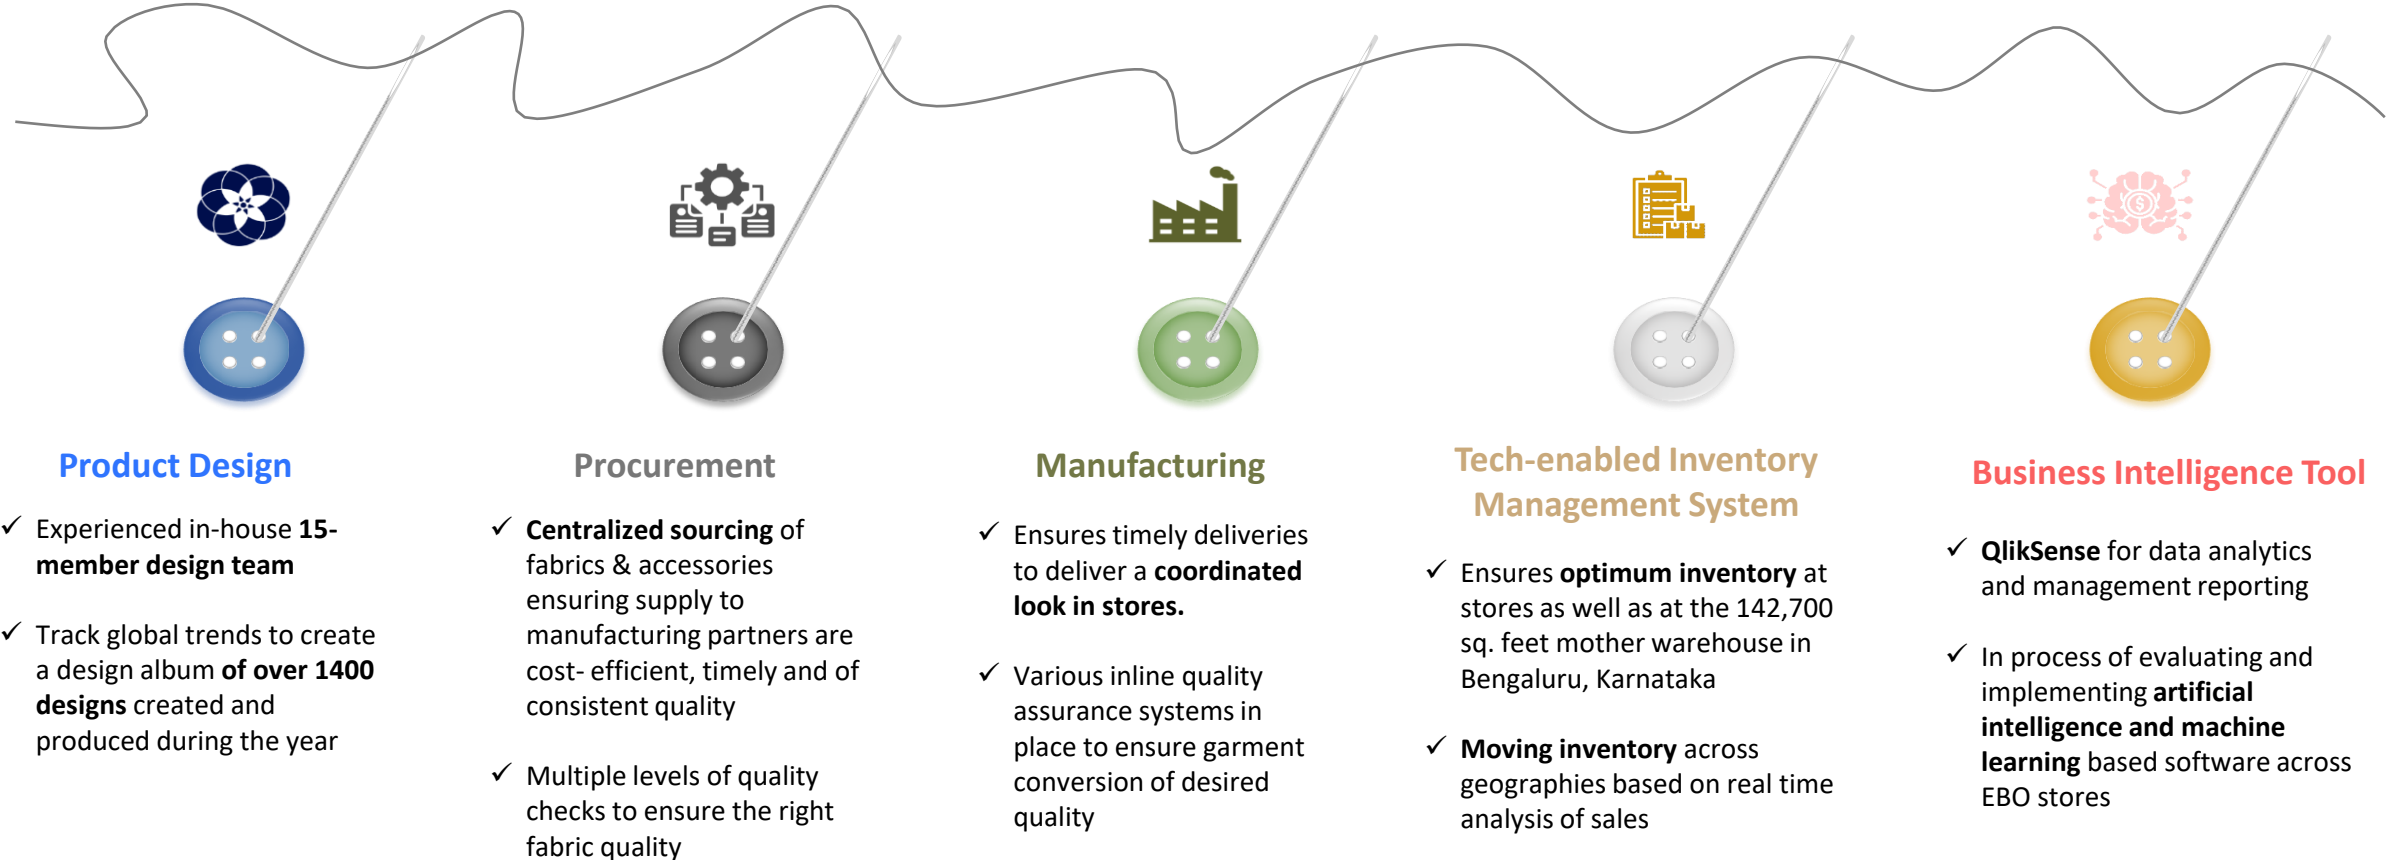 Product Design
✓ Experienced in-house 15-
member design team
✓ Track global trends to create
a design album of over 1400
designs created and
produced during the year
Procurement
✓ Centralized sourcing of
fabrics & accessories
ensuring supply to
manufacturing partners are
cost- efficient, timely and of
consistent quality
✓ Multiple levels of quality
checks to ensure the right
fabric quality
Manufacturing
✓ Ensures timely deliveries
to deliver a coordinated
look in stores.
✓ Various inline quality
assurance systems in
place to ensure garment
conversion of desired
quality
Tech-enabled Inventory
Management System
✓ Ensures optimum inventory at
stores as well as at the 142,700
sq. feet mother warehouse in
Bengaluru, Karnataka
✓ Moving inventory across
geographies based on real time
analysis of sales
Business Intelligence Tool
✓ QlikSense for data analytics
and management reporting
✓ In process of evaluating and
implementing artificial
intelligence and machine
learning based software across
EBO stores